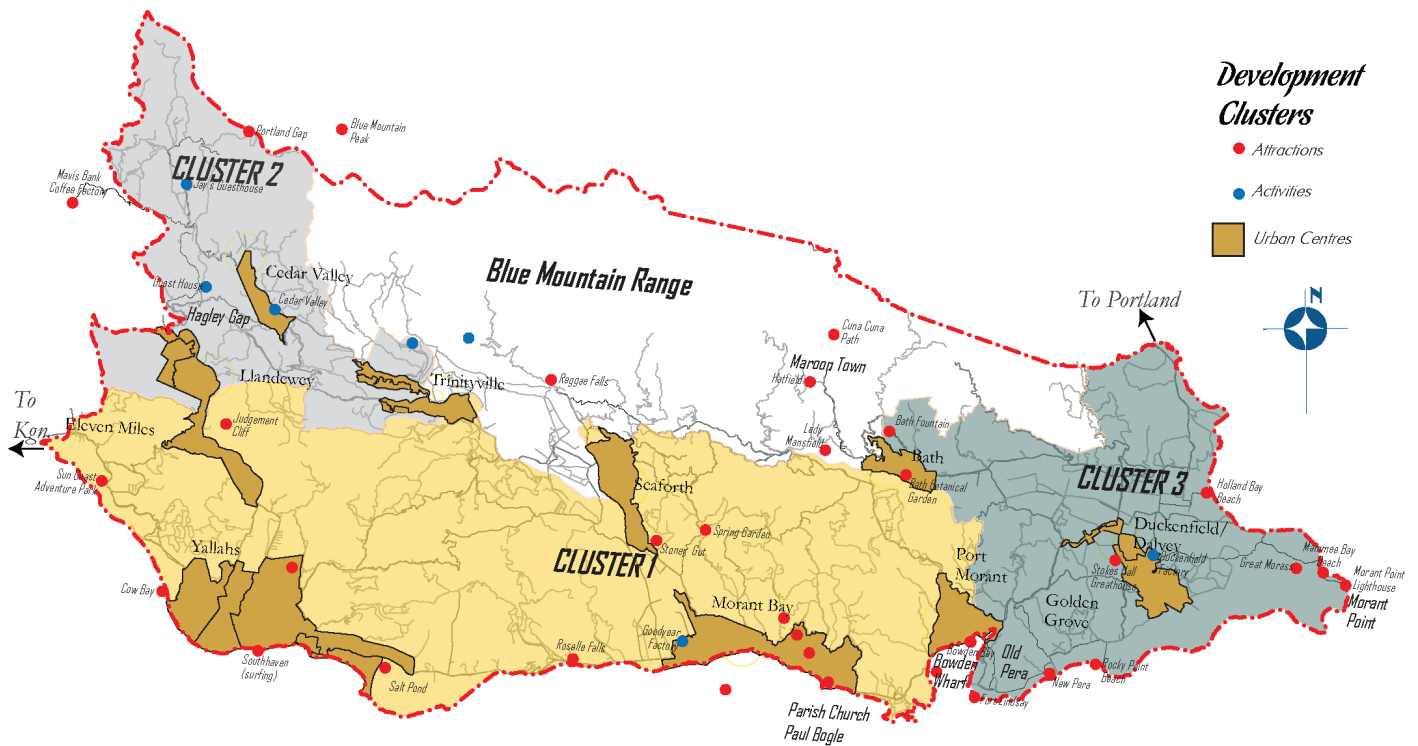 Development
Clusters
Attractions
Activities
Urban Centres
N
To Portland
Portland Gap
Blue Mountain
Peak
CLUSTER 2
Mavis Bank
Coffee Factory
Jay's Guesthouse
Cedar Valley
Guest House
Cedar Valley
Hagley Gap
Blue Mountain Range
Cuna Cuna
Path
Maroop Town
Hatfield
Llandewey
Trinityville
Reggae Falls
To
Kgn.
Eleven Miles
Judgement
Cliff
Lady
Mansfield
Bath Fountain
Bath
Bath Botanical
Garden
CLUSTER 3
Sun Coast
Adventure Park
Seaforth
Holland Bay
Beach
Spring Garden
Stoney Gut
CLUSTER 1
Duckenfield/
Dalvey
Duckenfield
Factory
Yallahs
Port
Morant
Stokes Hall
Greathouse
Great Morass
Mammee Bay
Beach
Morant Point
Lighthouse
Morant
Point
Cow Bay
Morant Bay
Golden
Grove
Goodyear
Factory
Roselle Falls
Southhaven
(surfing)
Salt Pond
Bowden Bay
Bowden
Wharf
Old
Pera
New Pera
Rocky Point
Beach
Fort Lindsay
Parish Church
Paul Bogle